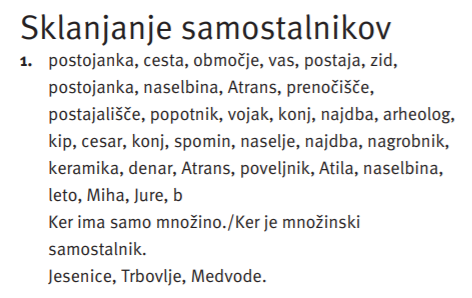 Sklanjanje samostalnikov
1. postojanka, cesta, območje, vas, postaja, zid,
postojanka, naselbina, Atrans, prenočišče,
postajališče, popotnik, vojak, konj, najdba, arheolog,
kip, cesar, konj, spomin, naselje, najdba, nagrobnik,
keramika, denar, Atrans, poveljnik, Atila, naselbina,
leto, Miha, Jure, b
Ker ima samo množino./Ker je množinski
samostalnik.
Jesenice, Trbovlje, Medvode.